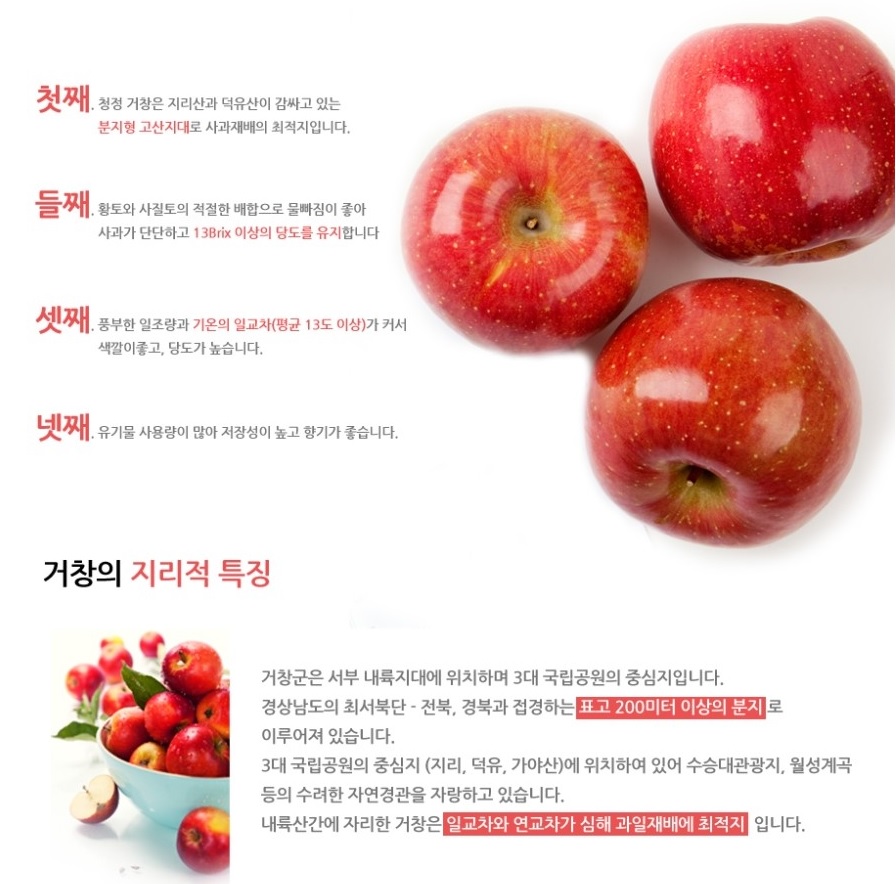 첫째. 청정 거창은 지리산과 덕유산이 감싸고 있는
분지형 고산지대로 사과재배의 최적지입니다.
들째. 황토와 사질토의 적절한 배합으로 물빠짐이 좋아
사과가 단단하고 13Brix 이상의 당도를 유지합니다
셋째. 풍부한 일조량과 기온의 일교차(평균 13도 이상)가 커서
색깔이좋고, 당도가 높습니다.
넷째. 유기물 사용량이 많아 저장성이 높고 향기가 좋습니다.
거창의 지리적 특징
거창군은 서부 내륙지대에 위치하며 3대 국립공원의 중심지입니다.
경상남도의 최서북단 - 전북, 경북과 접경하는 표고 200미터 이상의 분지 로
이루어져 있습니다.
3대 국립공원의 중심지 (지리, 덕유, 가야산)에 위치하여 있어 수승대관광지, 월성계곡
등의 수려한 자연경관을 자랑하고 있습니다.
내륙산간에 자리한 거창은 일교차와 연교차가 심해 과일재배에 최적지 입니다.